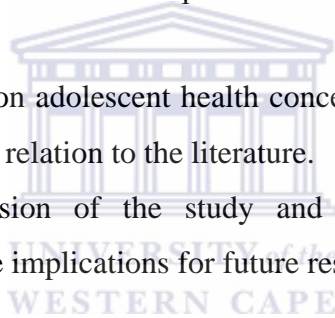 on adolescent health conce
relation to the literature.
sion of the study and
UNIVERSITY of the
e implications for future res
WESTERN CAPE